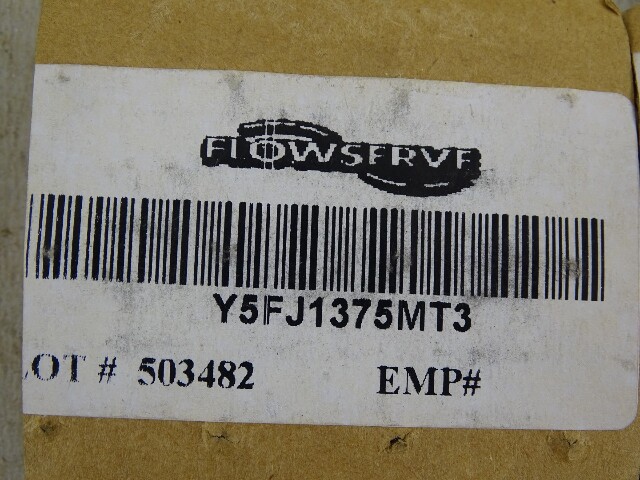 FLOWSERVE
Y5FJ1375MT3
LOT # 503482 EMP#